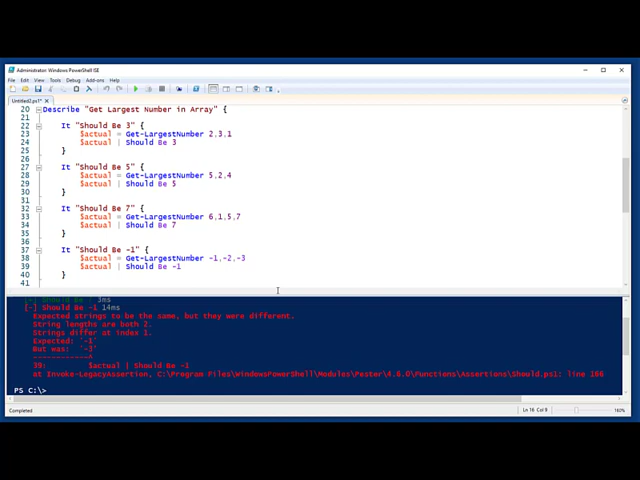 Administrator: Windows PowerShell ISE
File Edit View Tools Debug Add-ons Help
Untitled2.ps1* X
20 Describe "Get Largest Number in Array" {
21
22 It "Should Be 3" {
23 $actual = Get-LargestNumber 2,3,1
24 $actual | Should Be 3
25 }
26
27 It "Should Be 5" {
28 $actual = Get-LargestNumber 5,2,4
29 $actual | Should Be 5
30 }
31
32 It "Should Be 7" {
33 $actual = Get-LargestNumber 6,1,5,7
34 $actual | Should Be 7
35 }
36
37 It "Should Be -1" {
38 $actual = Get-LargestNumber -1,-2,-3
39 $actual | Should Be -1
40 }
41
[+] Should Be 3ms
[-] Should Be -1 14ms
Expected strings to be the same, but they were different.
String lengths are both 2.
Strings differ at index 1.
Expected: '-1'
But was: '-3'
-----------^
39: $actual | Should Be -1
at Invoke-LegacyAssertion, C:\Program Files\WindowsPowerShell\Modules\Pester\4.6.0\Functions\Assertions\Should.ps1: line 166
PS C:\>
Completed Ln 16 Col 9 160%